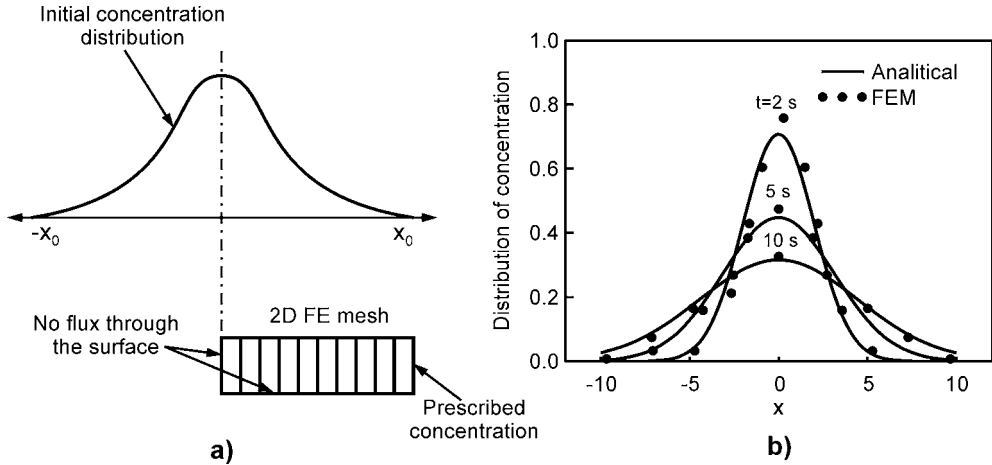 Initial concentration
distribution
-x₀
x₀
No flux through
the surface
2D FE mesh
Prescribed
concentration
a)
Distribution of concentration
1.0
0.8
0.6
0.4
0.2
0.0
Analitical
FEM
t=2 s
5 s
10 s
-10
-5
0
5
10
x
b)